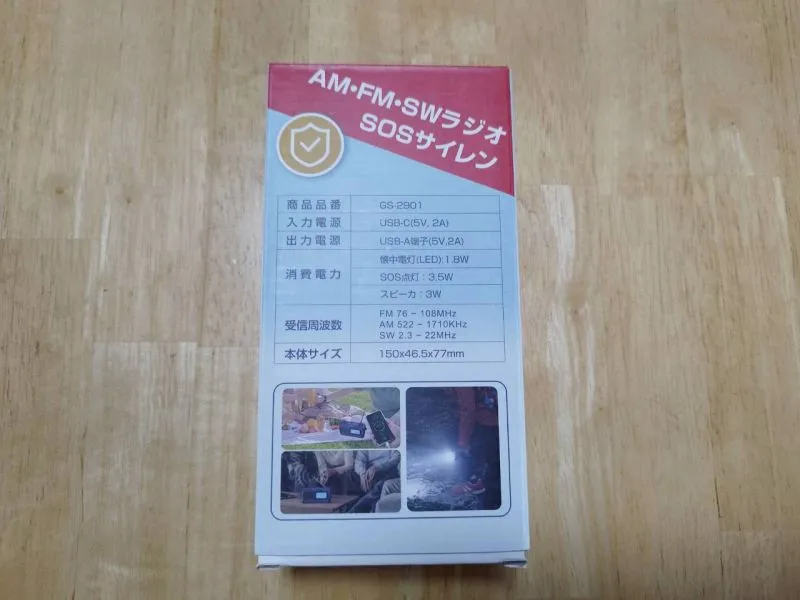 AM・FM・SWラジオ
SOSサイレン
商品品番 GS-2901
入力電源 USB-C(5V, 2A)
出力電源 USB-A端子(5V,2A)
消費電力 懐中電灯(LED):1.8W
SOS点灯：3.5W
スピーカ：3W
受信周波数 FM 76 - 108MHz
AM 522 - 1710KHz
SW 2.3 - 22MHz
本体サイズ 150x46.5x77mm